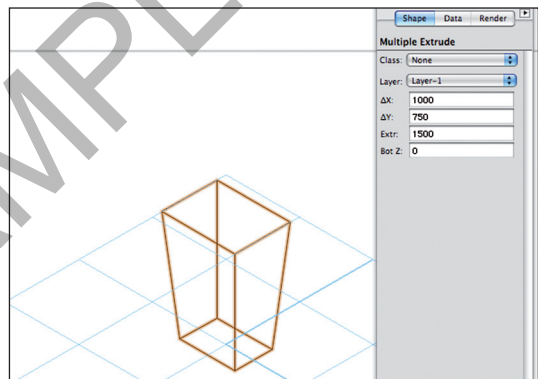 Shape Data Render
Multiple Extrude
Class: None
Layer: Layer-1
ΔX: 1000
ΔY: 750
Extr: 1500
Bot Z: 0